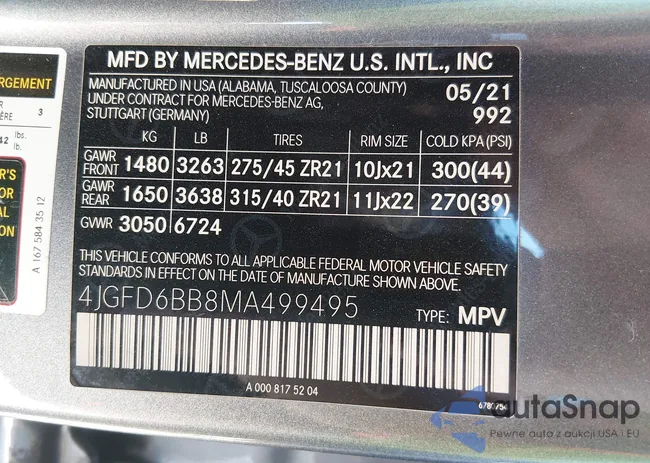 MFD BY MERCEDES-BENZ U.S. INTL., INC
MANUFACTURED IN USA (ALABAMA, TUSCALOOSA COUNTY) 05/21
UNDER CONTRACT FOR MERCEDES-BENZ AG, 992
STUTTGART (GERMANY)
KG LB TIRES RIM SIZE COLD KPA (PSI)
GAWR FRONT 1480 3263 275/45 ZR21 10Jx21 300(44)
GAWR REAR 1650 3638 315/40 ZR21 11Jx22 270(39)
GVWR 3050 6724
THIS VEHICLE CONFORMS TO ALL APPLICABLE FEDERAL MOTOR VEHICLE SAFETY
STANDARDS IN EFFECT ON THE DATE OF MANUFACTURE SHOWN ABOVE.
4JGFD6BB8MA499495 TYPE: MPV
A 000 817 52 04
ARGEMENT
3
lbs.
lb.
A 167 584 35 12
autaSnap
Pewne auta z aukcji USA i EU